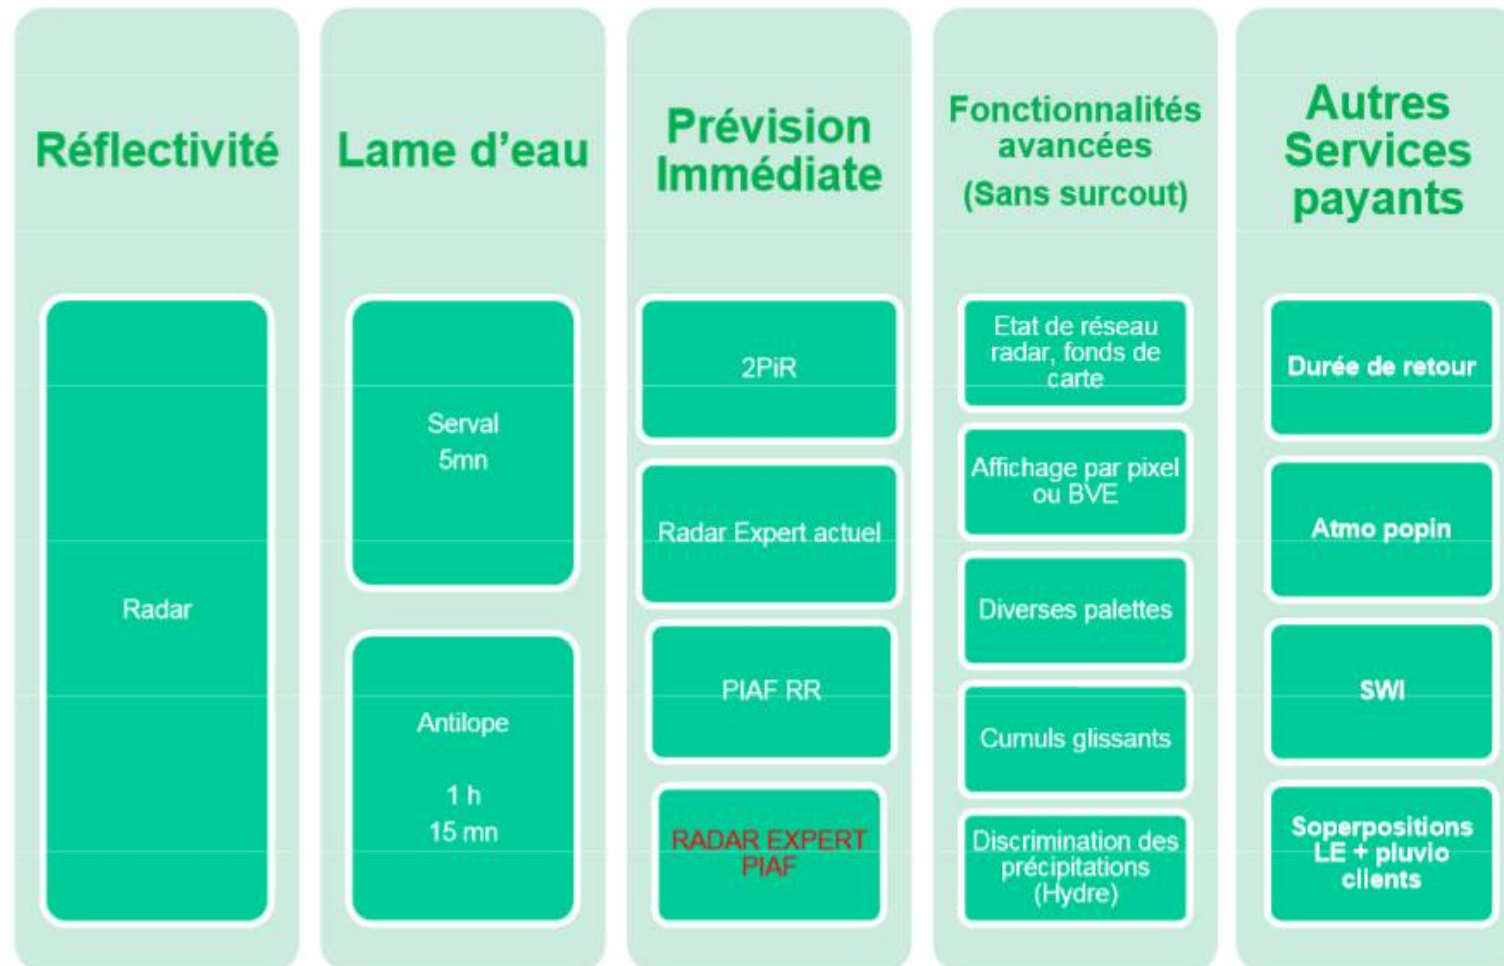 Réflectivité
Radar
Lame d'eau
Serval
5mn
Antilope
1 h
15 mn
Prévision
Immédiate
2PiR
Radar Expert actuel
PIAF RR
RADAR EXPERT
PIAF
Fonctionnalités
avancées
(Sans surcout)
Etat de réseau
radar, fonds de
carte
Affichage par pixel
ou BVE
Diverses palettes
Cumuls glissants
Discrimination des
précipitations
(Hydre)
Autres
Services
payants
Durée de retour
Atmo popin
SWI
Soperpositions
LE + pluvio
clients